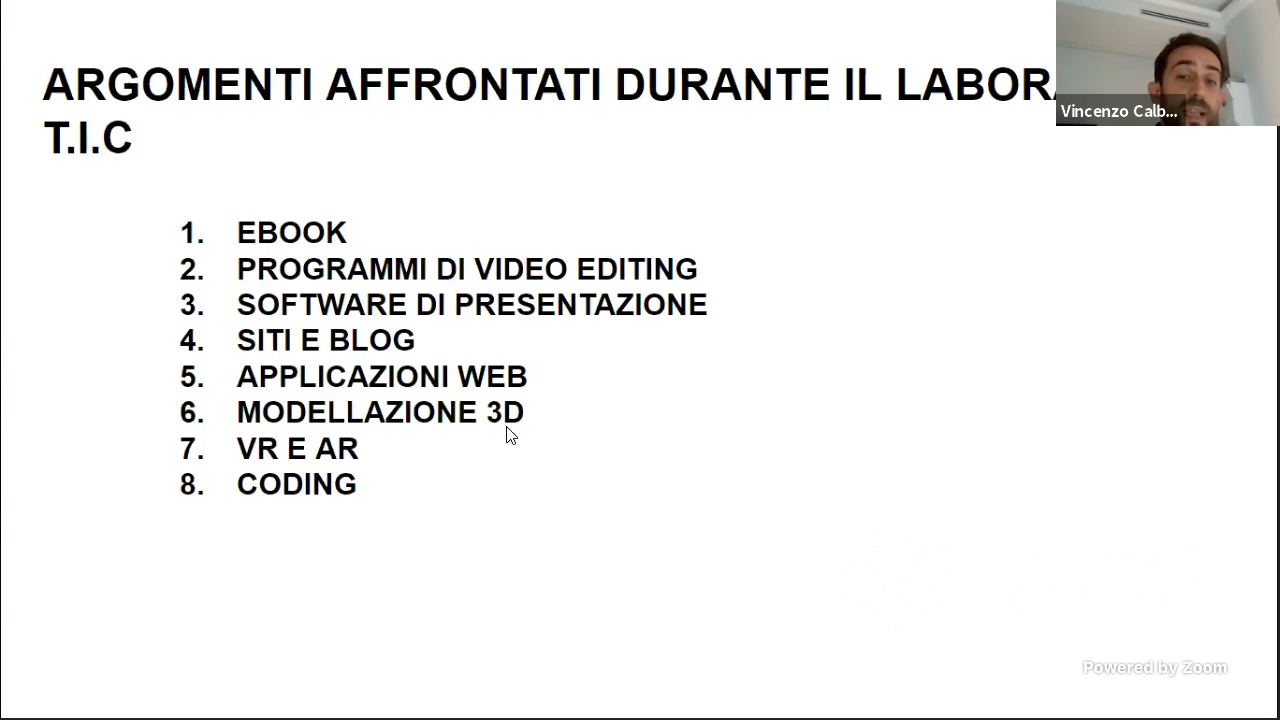 ARGOMENTI AFFRONTATI DURANTE IL LABORA
T.I.C
Vincenzo Calb...
1. EBOOK
2. PROGRAMMI DI VIDEO EDITING
3. SOFTWARE DI PRESENTAZIONE
4. SITI E BLOG
5. APPLICAZIONI WEB
6. MODELLAZIONE 3D
7. VR E AR
8. CODING
Powered by Zoom